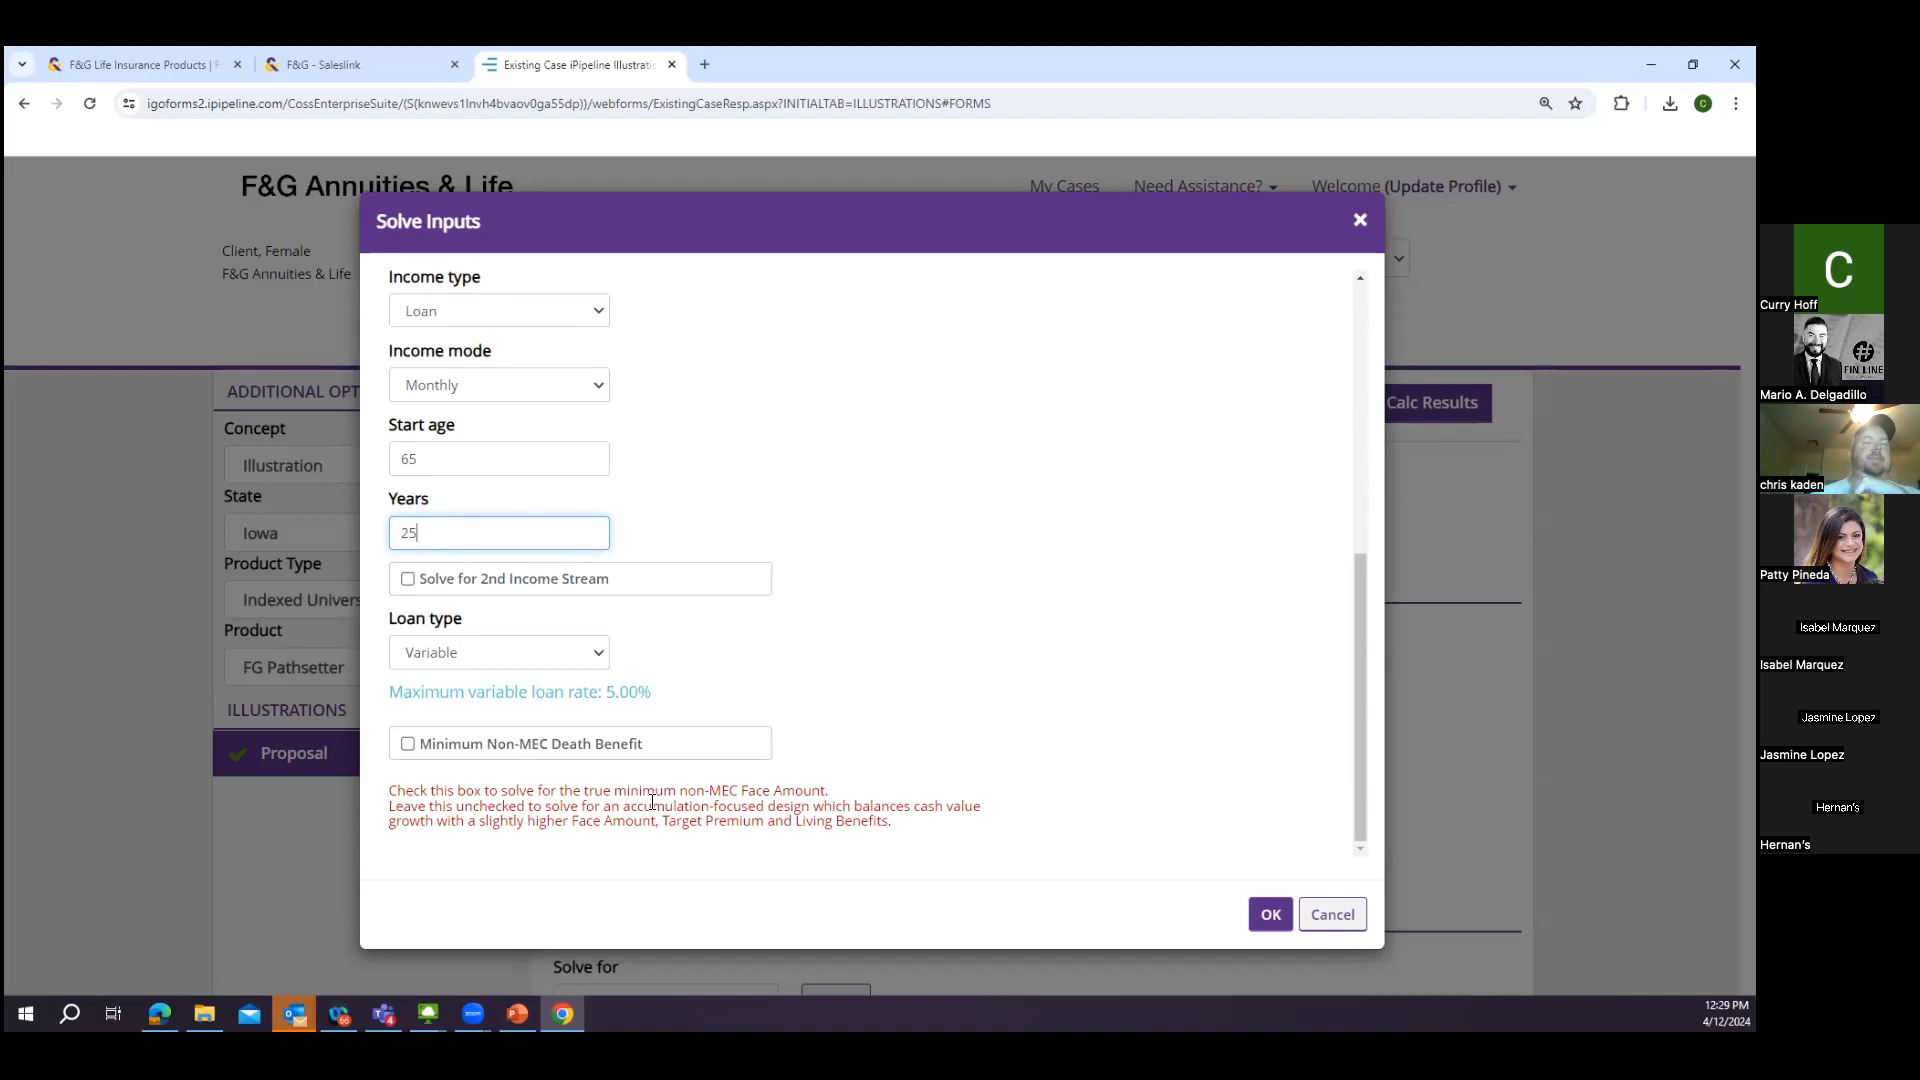 F&G Life Insurance Products | F
F&G - Saleslink
Existing Case iPipeline Illustrati
igoforms2.ipipeline.com/CossEnterpriseSuite/(S(knwevs1lnvh4bvaov0ga55dp))/webforms/ExistingCaseResp.aspx?INITIALTAB=ILLUSTRATIONS#FORMS
C
F&G Annuities & Life
My Cases
Need Assistance?
Welcome (Update Profile)
Client, Female
F&G Annuities & Life
Solve Inputs
Income type
Loan
Income mode
Monthly
Start age
65
Years
25
Solve for 2nd Income Stream
Loan type
Variable
Maximum variable loan rate: 5.00%
Minimum Non-MEC Death Benefit
Check this box to solve for the true minimum non-MEC Face Amount.
Leave this unchecked to solve for an accumulation-focused design which balances cash value
growth with a slightly higher Face Amount, Target Premium and Living Benefits.
OK
Cancel
ADDITIONAL OPT
Concept
Illustration
State
Iowa
Product Type
Indexed Univers
Product
FG Pathsetter
ILLUSTRATIONS
Proposal
Calc Results
Solve for
C
Curry Hoff
FIN LINE
Mario A. Delgadillo
chris kaden
Patty Pineda
Isabel Marquez
Isabel Marquez
Jasmine Lopez
Jasmine Lopez
Hernan's
Hernan's
66
4
zoom
12:29 PM
4/12/2024